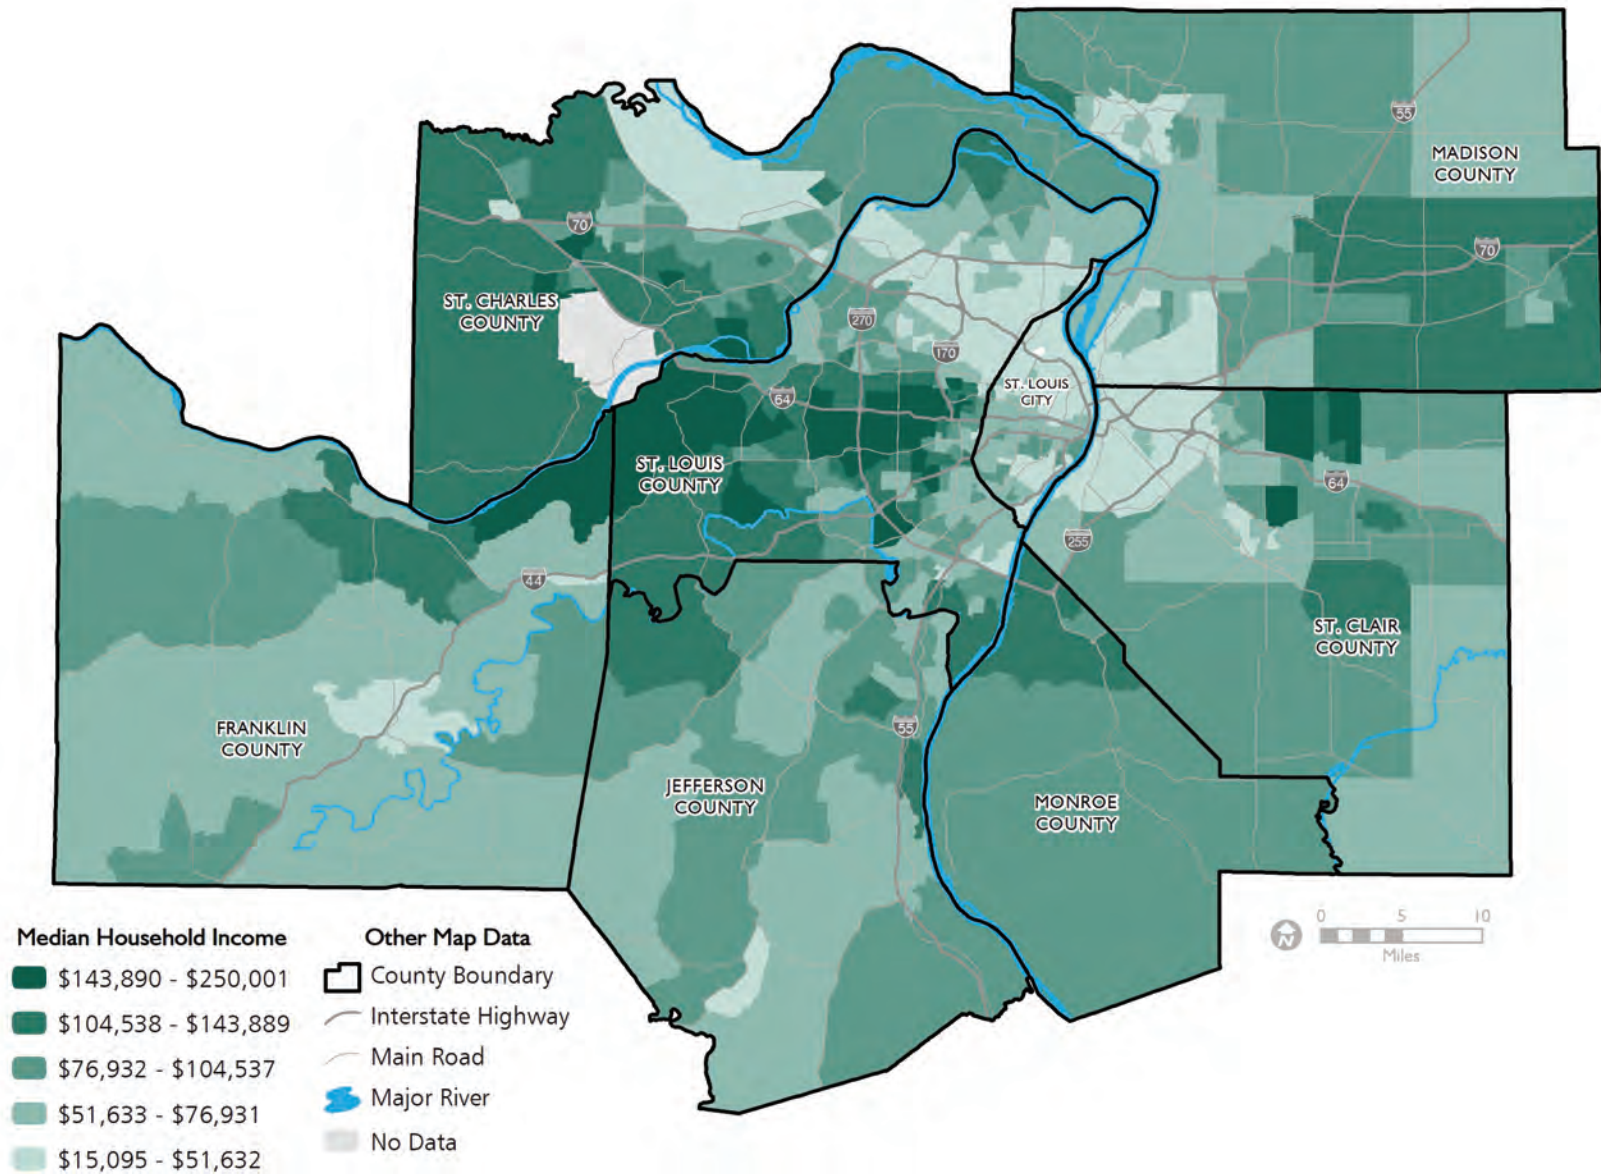 55
MADISON
COUNTY
70
70
ST. CHARLES
COUNTY
270
170
ST. LOUIS
CITY
64
ST. LOUIS
COUNTY
64
255
44
ST. CLAIR
COUNTY
FRANKLIN
COUNTY
55
JEFFERSON
COUNTY
MONROE
COUNTY
N
0 5 10
Miles
Median Household Income
$143,890 - $250,001
$104,538 - $143,889
$76,932 - $104,537
$51,633 - $76,931
$15,095 - $51,632
Other Map Data
County Boundary
Interstate Highway
Main Road
Major River
No Data